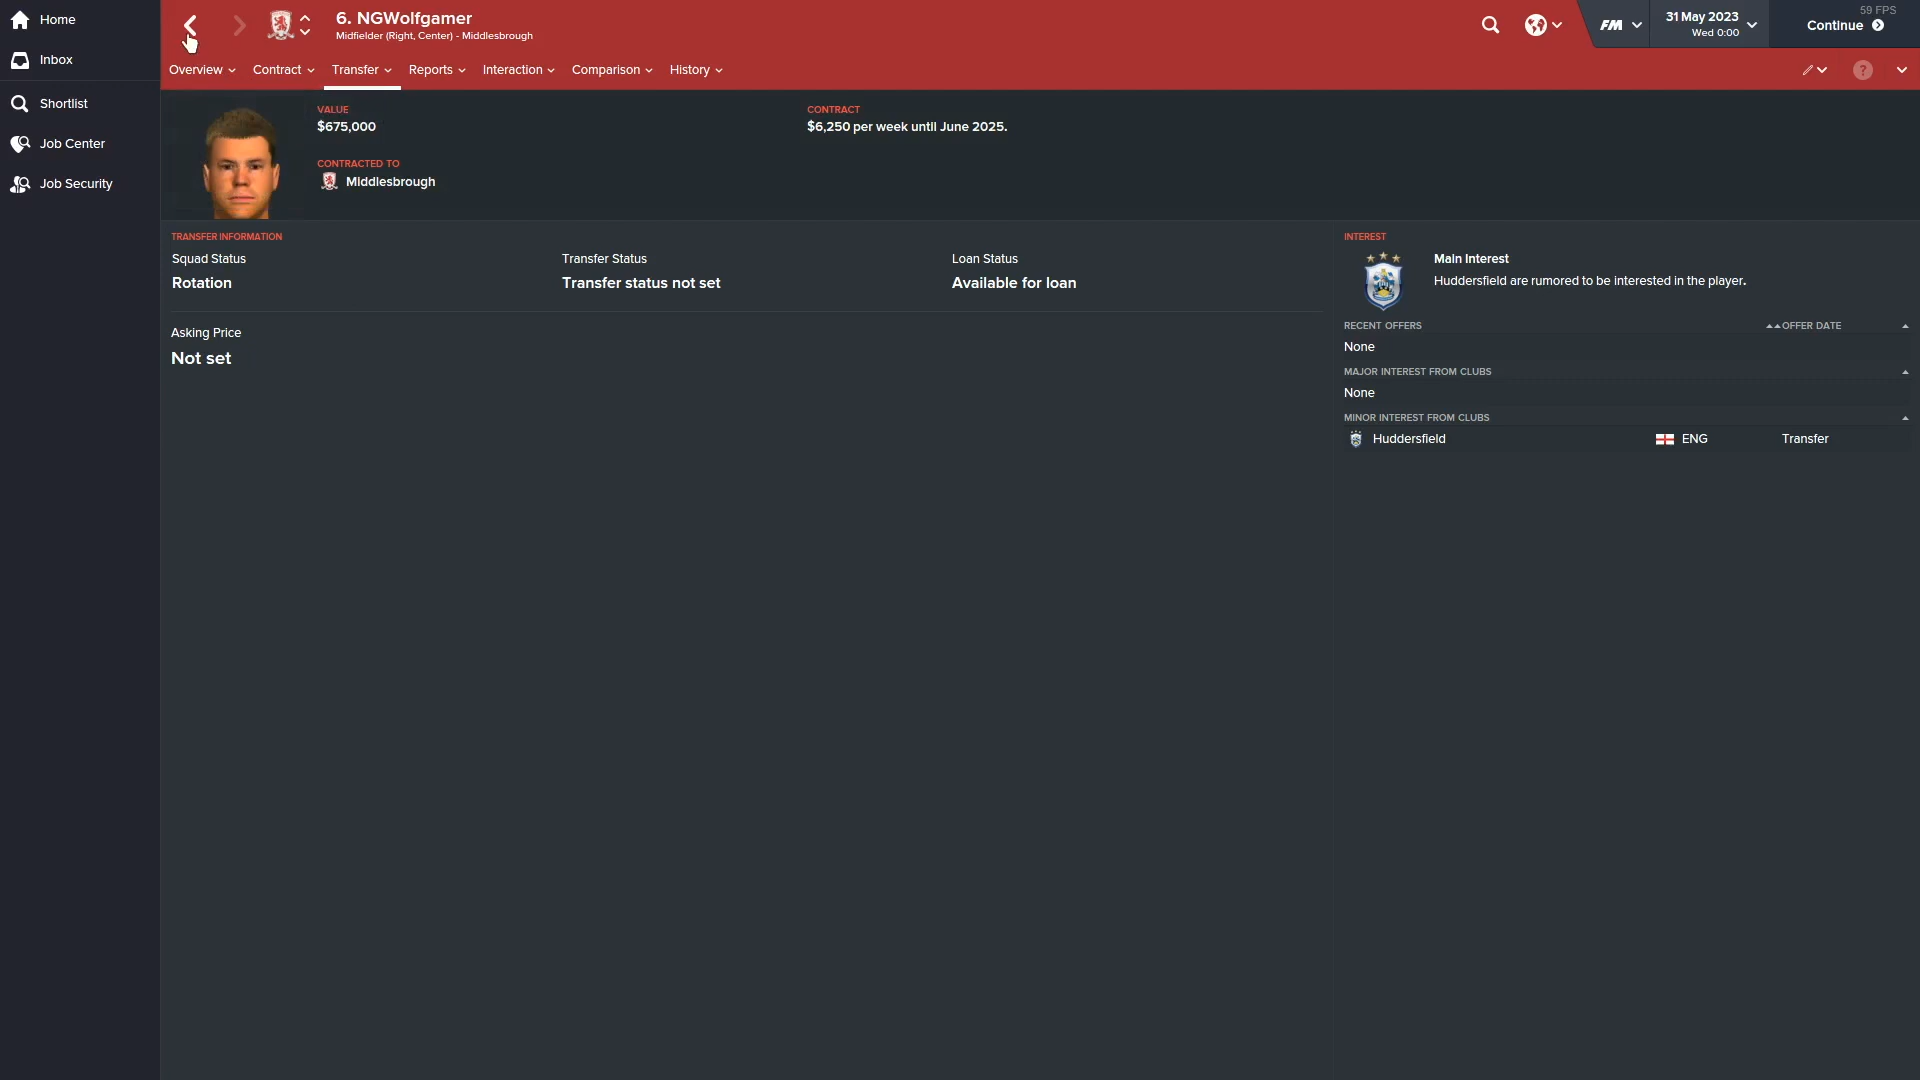 Home
Inbox
Shortlist
Job Center
Job Security
6. NGWolfgamer
Midfielder (Right, Center) - Middlesbrough
FM
31 May 2023
Wed 0:00
59 FPS
Continue
Overview
Contract
Transfer
Reports
Interaction
Comparison
History
?
VALUE
$675,000
CONTRACT
$6,250 per week until June 2025.
CONTRACTED TO
Middlesbrough
TRANSFER INFORMATION
Squad Status
Transfer Status
Loan Status
Rotation
Transfer status not set
Available for loan
Asking Price
Not set
INTEREST
Main Interest
Huddersfield are rumored to be interested in the player.
RECENT OFFERS
OFFER DATE
None
MAJOR INTEREST FROM CLUBS
None
MINOR INTEREST FROM CLUBS
Huddersfield
ENG
Transfer